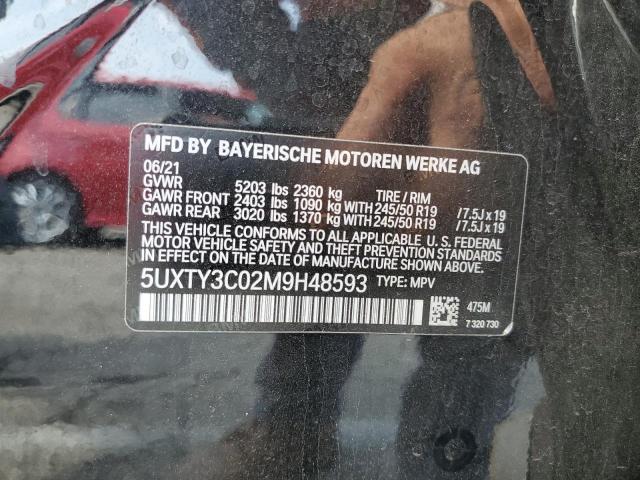 MFD BY BAYERISCHE MOTOREN WERKE AG
06/21
GVWR 5203 lbs 2360 kg TIRE / RIM
GAWR FRONT 2403 lbs 1090 kg WITH 245/50 R19 /7.5J x 19
GAWR REAR 3020 lbs 1370 kg WITH 245/50 R19 /7.5J x 19
THIS VEHICLE CONFORMS TO ALL APPLICABLE U. S. FEDERAL
MOTOR VEHICLE SAFETY, BUMPER, AND THEFT PREVENTION STANDARDS
IN EFFECT ON THE DATE OF MANUFACTURE SHOWN ABOVE.
5UXTY3C02M9H48593 TYPE: MPV
475M
7 320 730